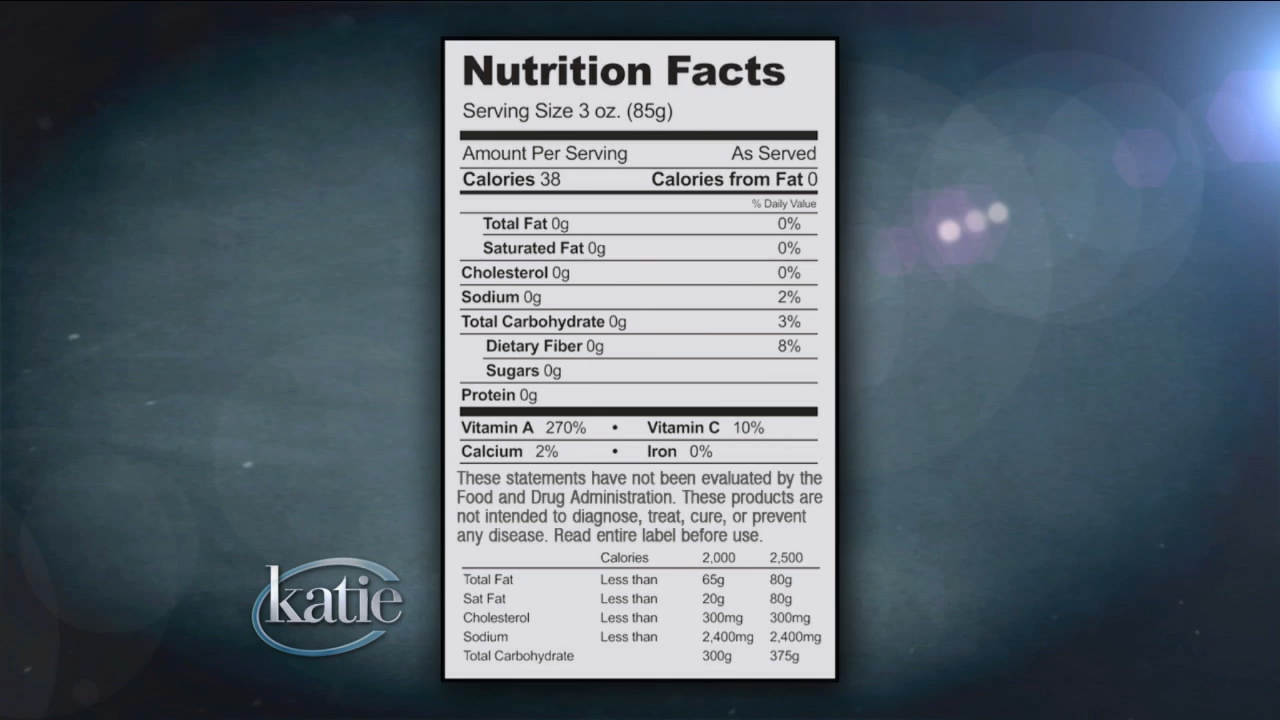 Nutrition Facts
Serving Size 3 oz. (85g)
Amount Per Serving As Served
Calories 38 Calories from Fat 0
% Daily Value
Total Fat 0g 0%
Saturated Fat 0g 0%
Cholesterol 0g 0%
Sodium 0g 2%
Total Carbohydrate 0g 3%
Dietary Fiber 0g 8%
Sugars 0g
Protein 0g
Vitamin A 270% • Vitamin C 10%
Calcium 2% • Iron 0%
These statements have not been evaluated by the
Food and Drug Administration. These products are
not intended to diagnose, treat, cure, or prevent
any disease. Read entire label before use.
Calories 2,000 2,500
Total Fat Less than 65g 80g
Sat Fat Less than 20g 80g
Cholesterol Less than 300mg 300mg
Sodium Less than 2,400mg 2,400mg
Total Carbohydrate 300g 375g
katie